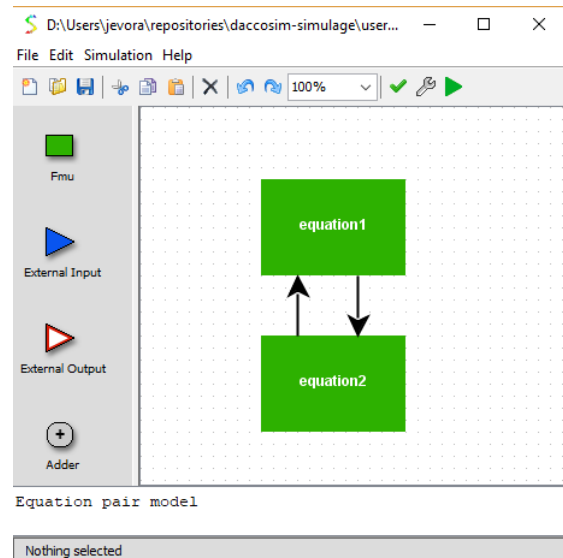 D:\Users\jevora\repositories\daccosim-simulage\user...
File Edit Simulation Help
100%
Fmu
External Input
External Output
+
Adder
equation1
equation2
Equation pair model
Nothing selected